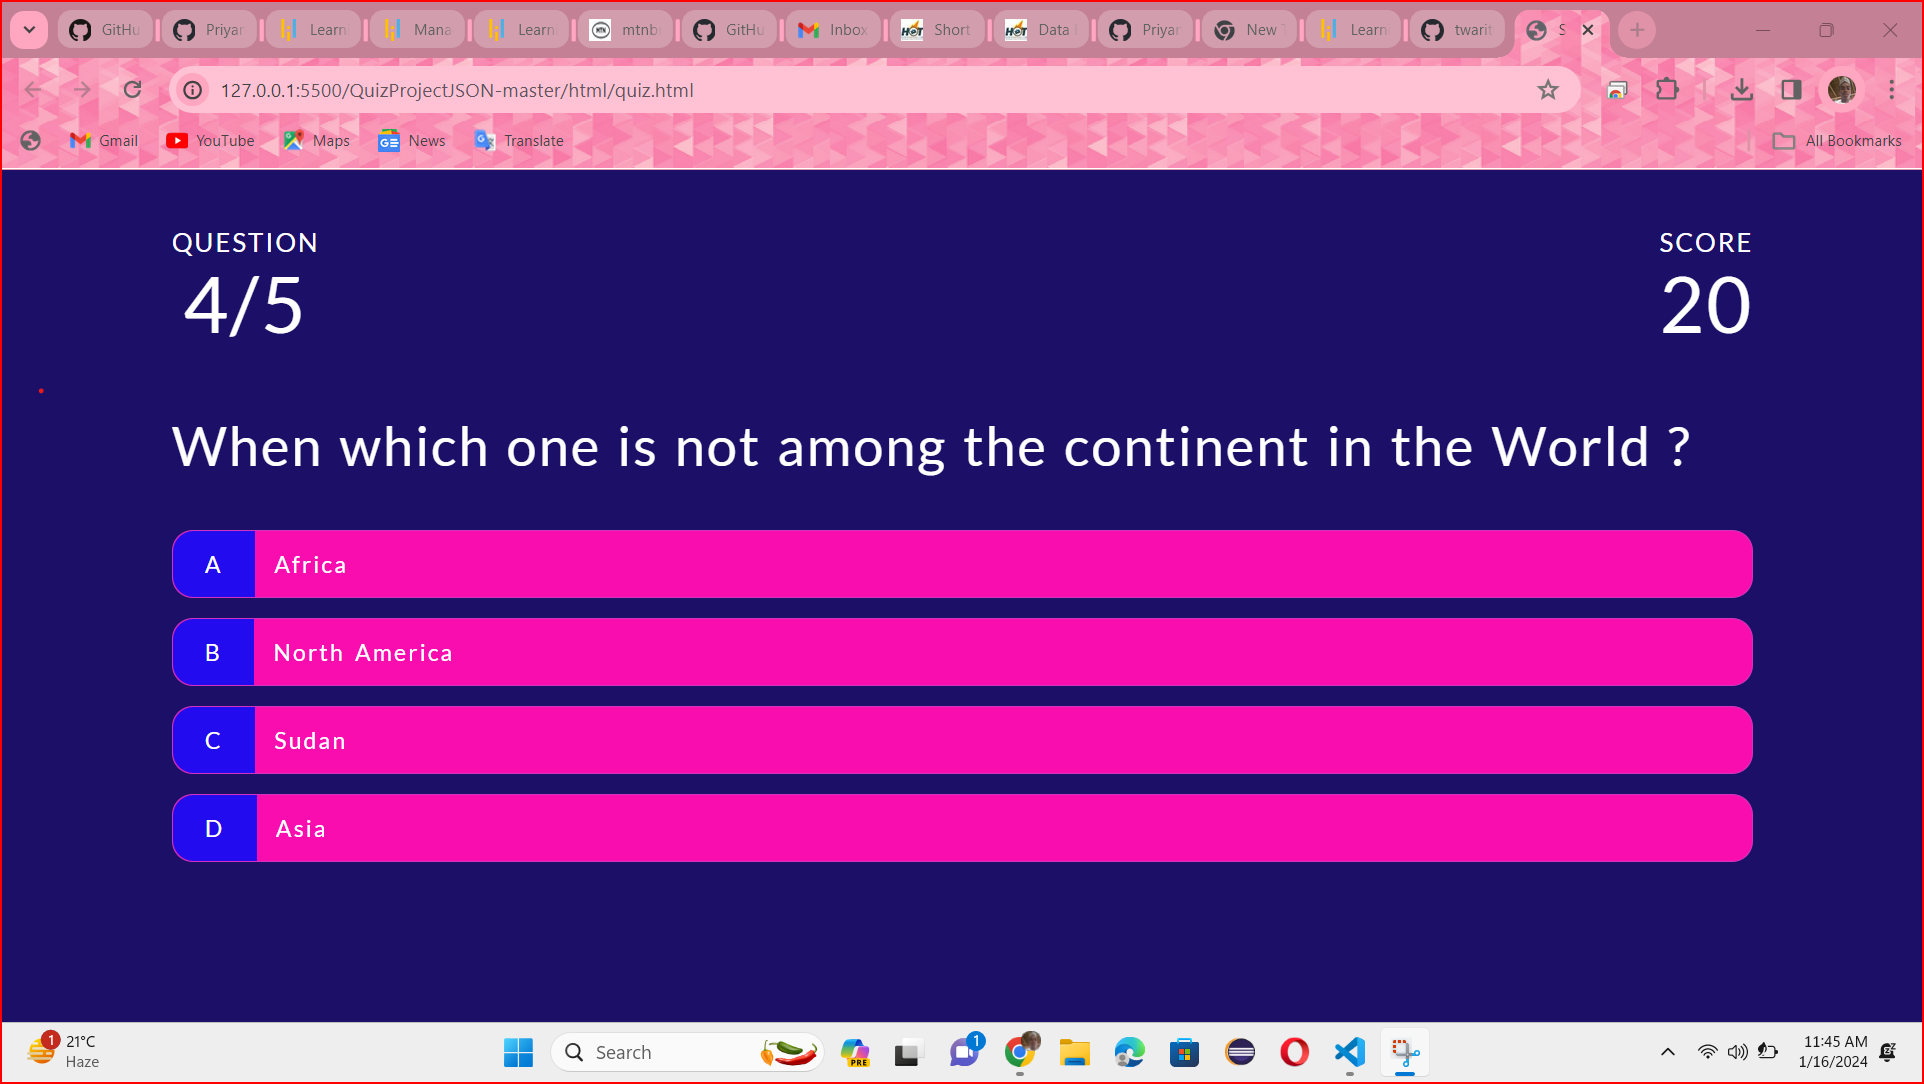 GitHu Priyar Learn Mana Learn mtnb GitHu Inbox Short Data Priyar New Learn twarit S
127.0.0.1:5500/QuizProjectJSON-master/html/quiz.html
Gmail YouTube Maps News Translate All Bookmarks
QUESTION SCORE
4/5 20
When which one is not among the continent in the World ?
A Africa
B North America
C Sudan
D Asia
1 21°C Search PRE 1 11:45 AM
Haze 1/16/2024